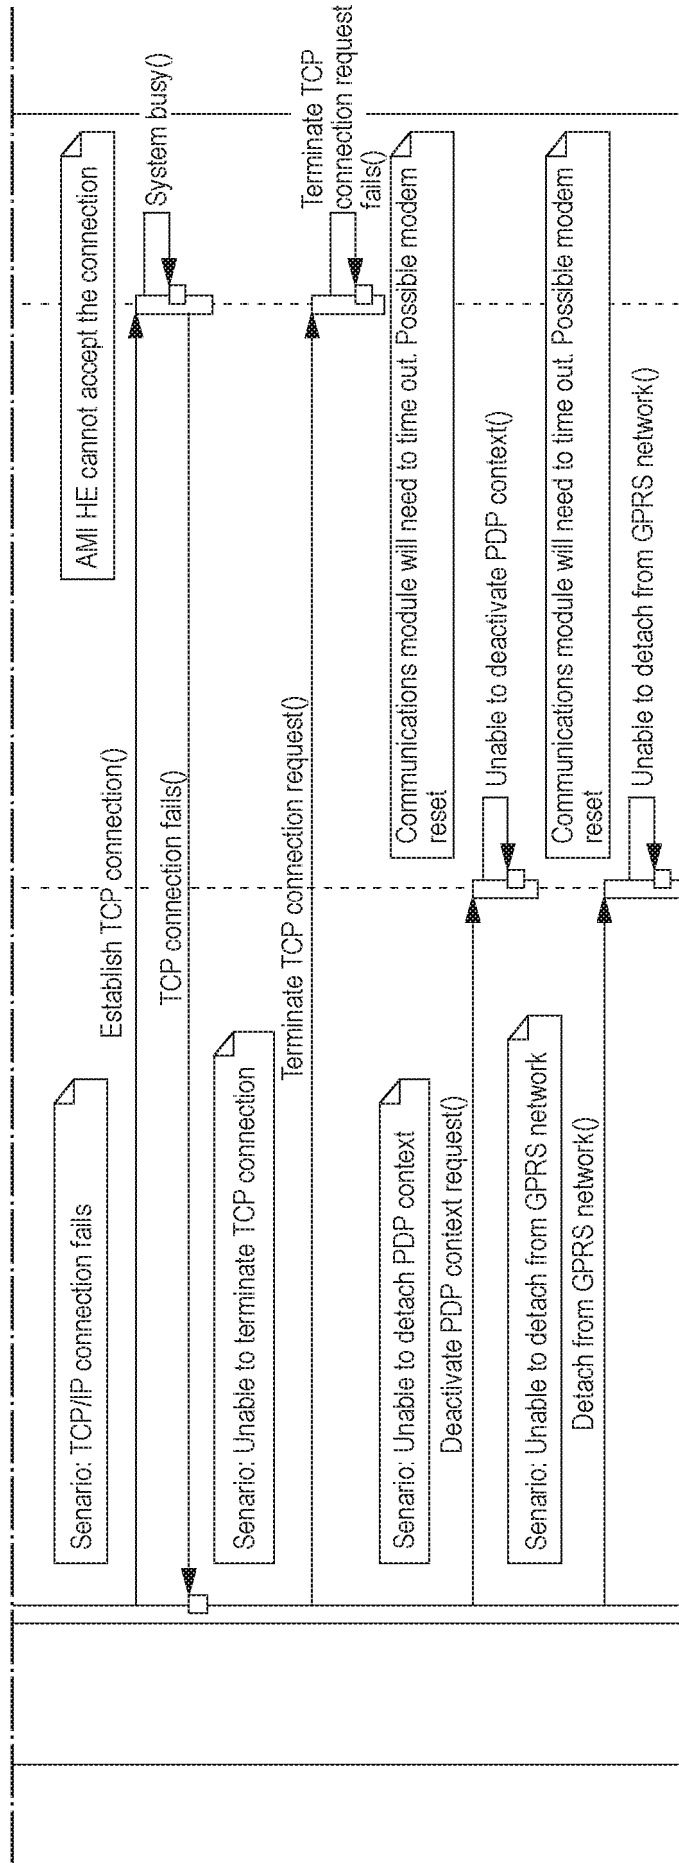 Senario: TCP/IP connection fails
AMI HE cannot accept the connection
Establish TCP connection()
System busy()
TCP connection fails()
Senario: Unable to terminate TCP connection
Terminate TCP connection request()
Terminate TCP
connection request
fails()
Senario: Unable to detach PDP context
Communications module will need to time out. Possible modem
reset
Deactivate PDP context request()
Unable to deactivate PDP context()
Senario: Unable to detach from GPRS network
Communications module will need to time out. Possible modem
reset
Detach from GPRS network()
Unable to detach from GPRS network()